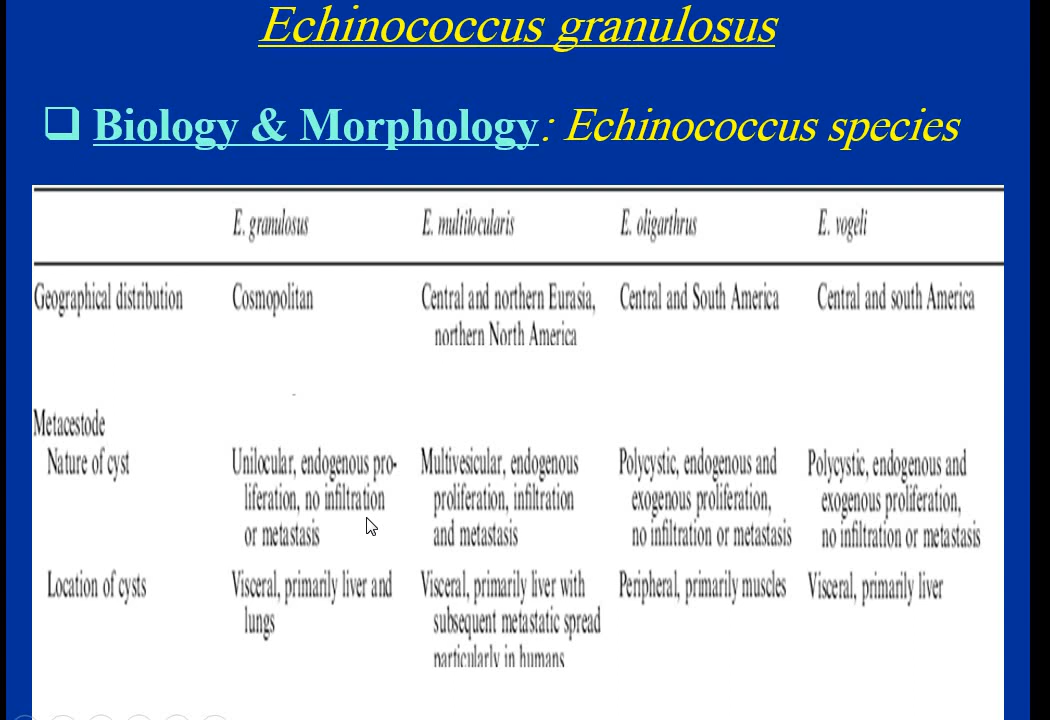 Echinococcus granulosus
❑ Biology & Morphology: Echinococcus species
E. granulosus E. multilocularis E. oligarthrus E. vogeli
Geographical distribution Cosmopolitan Central and northern Eurasia, Central and South America Central and south America
northern North America
Metacestode
Nature of cyst Unilocular, endogenous pro- Multivesicular, endogenous Polycystic, endogenous and Polycystic, endogenous and
liferation, no infiltration proliferation, infiltration exogenous proliferation, exogenous proliferation,
or metastasis and metastasis no infiltration or metastasis no infiltration or metastasis
Location of cysts Visceral, primarily liver and Visceral, primarily liver with Peripheral, primarily muscles Visceral, primarily liver
lungs subsequent metastatic spread
particularly in humans